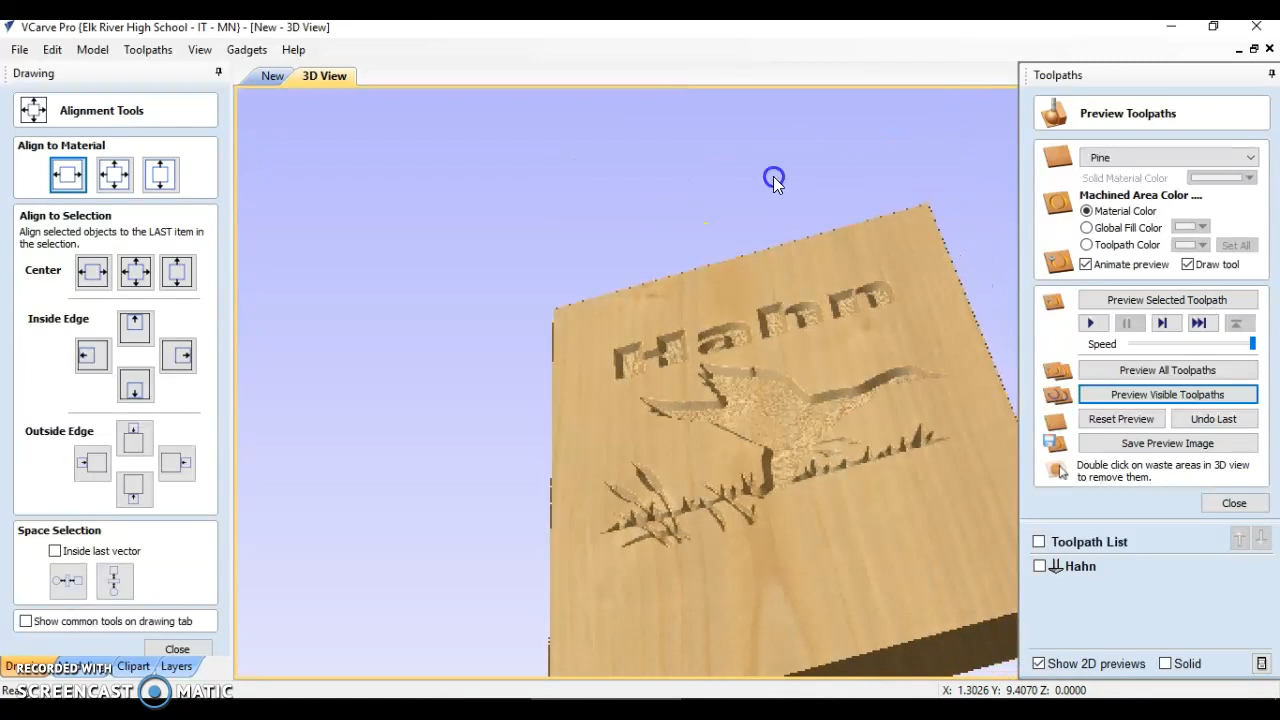 VCarve Pro {Elk River High School - IT - MN} - [New - 3D View]
File Edit Model Toolpaths View Gadgets Help
Drawing
New 3D View
Toolpaths
Alignment Tools
Preview Toolpaths
Align to Material
Pine
Solid Material Color
Machined Area Color ....
Material Color
Align to Selection
Align selected objects to the LAST item in
the selection.
Global Fill Color
Toolpath Color Set All
Center
Animate preview Draw tool
Preview Selected Toolpath
Inside Edge
Speed
Hahn
Preview All Toolpaths
Preview Visible Toolpaths
Reset Preview Undo Last
Outside Edge
Save Preview Image
Double click on waste areas in 3D view
to remove them.
Close
Space Selection
Inside last vector
Toolpath List
Hahn
Show common tools on drawing tab
Close
Clipart Layers
Show 2D previews Solid
RECORDED WITH
SCREENCAST MATIC
X: 1.3026 Y: 9.4070 Z: 0.0000